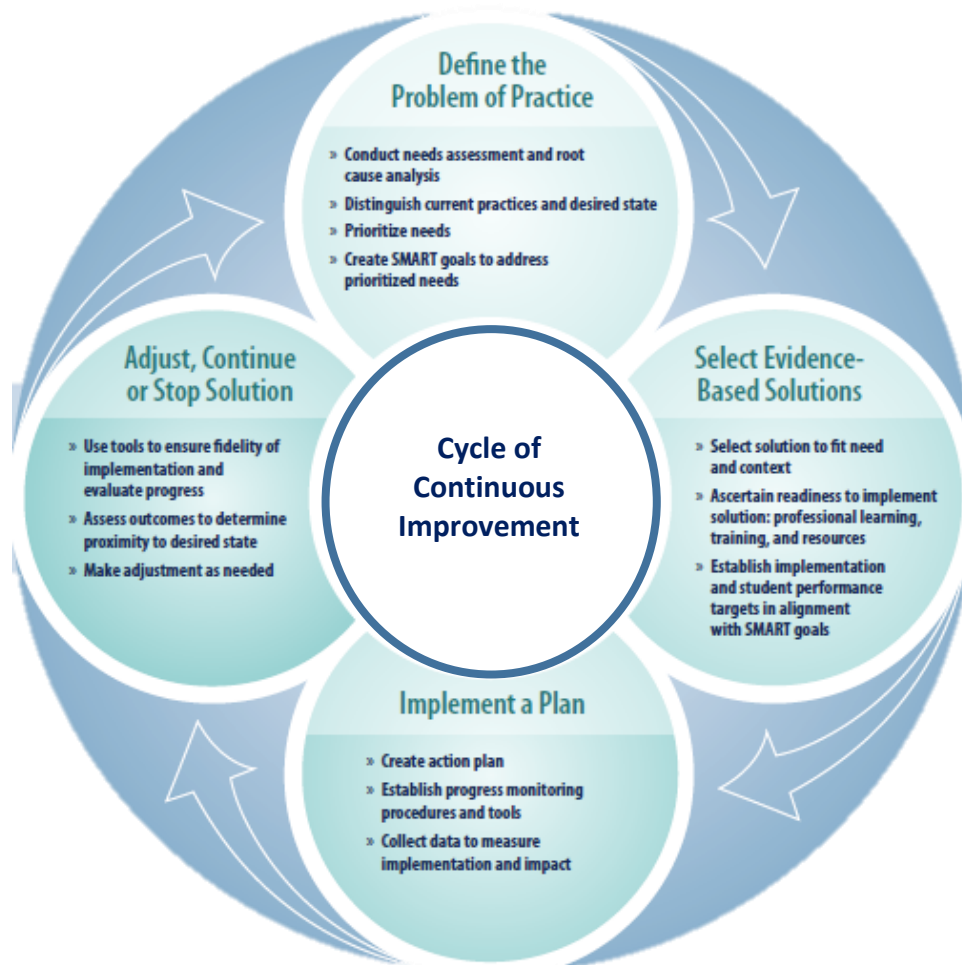 Define the
Problem of Practice
» Conduct needs assessment and root
cause analysis
» Distinguish current practices and desired state
» Prioritize needs
» Create SMART goals to address
prioritized needs
Select Evidence-
Based Solutions
» Select solution to fit need
and context
» Ascertain readiness to implement
solution: professional learning,
training, and resources
» Establish implementation
and student performance
targets in alignment
with SMART goals
Implement a Plan
» Create action plan
» Establish progress monitoring
procedures and tools
» Collect data to measure
implementation and impact
Adjust, Continue
or Stop Solution
» Use tools to ensure fidelity of
implementation and
evaluate progress
» Assess outcomes to determine
proximity to desired state
» Make adjustment as needed
Cycle of
Continuous
Improvement